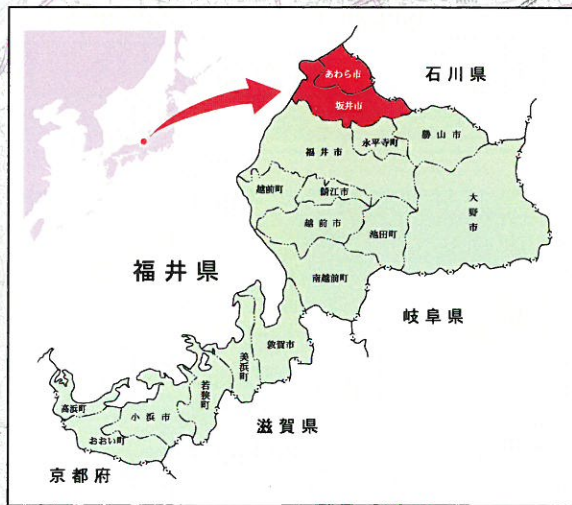 石川県
あわら市
坂井市
勝山市
永平寺町
福井市
大野市
越前町
鯖江市
越前市
池田町
福井県
南越前町
岐阜県
敦賀市
美浜町
若狭町
高浜町
小浜市
滋賀県
おおい町
京都府